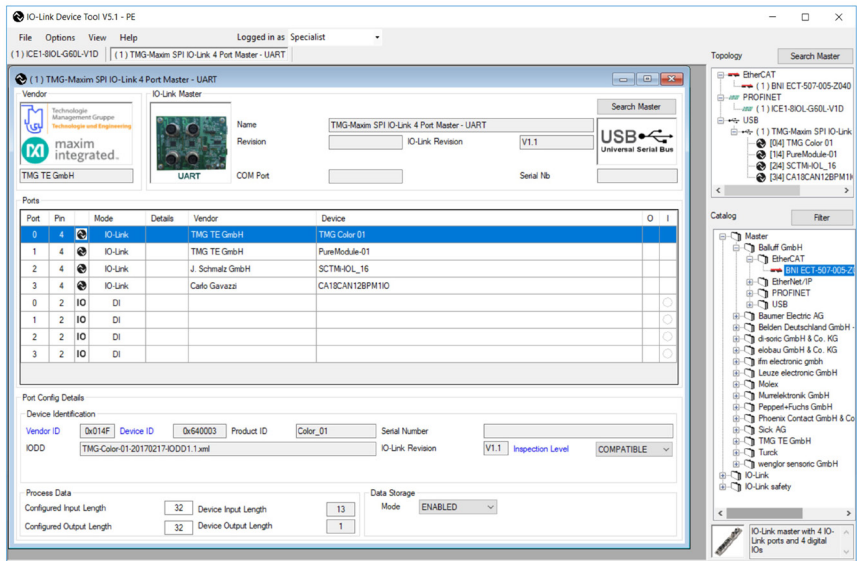 IO-Link Device Tool V5.1 - PE
File Options View Help Logged in as Specialist
( 1 ) ICE1-8IOL-G60L-V1D ( 1 ) TMG-Maxim SPI IO-Link 4 Port Master - UART
( 1 ) TMG-Maxim SPI IO-Link 4 Port Master - UART
Vendor
Technologie
Management Gruppe
Technologie und Engineering
maxim
integrated.
TMG TE GmbH
IO-Link Master
UART
Search Master
Name TMG-Maxim SPI IO-Link 4 Port Master - UART
Revision IO-Link Revision V1.1
USB
Universal Serial Bus
COM Port Serial Nb
Ports
Port Pin Mode Details Vendor Device O I
0 4 IO-Link TMG TE GmbH TMG Color 01
1 4 IO-Link TMG TE GmbH PureModule-01
2 4 IO-Link J. Schmalz GmbH SCTMi-IOL_16
3 4 IO-Link Carlo Gavazzi CA18CAN12BPM1IO
0 2 IO DI
1 2 IO DI
2 2 IO DI
3 2 IO DI
Port Config Details
Device Identification
Vendor ID 0x014F Device ID 0x640003 Product ID Color_01 Serial Number
IODD TMG-Color-01-20170217-IODD1.1.xml IO-Link Revision V1.1 Inspection Level COMPATIBLE
Process Data
Configured Input Length 32 Device Input Length 13
Configured Output Length 32 Device Output Length 1
Data Storage
Mode ENABLED
Topology Search Master
EtherCAT
( 1 ) BNI ECT-507-005-Z040
PROFINET
( 1 ) ICE1-8IOL-G60L-V1D
USB
( 1 ) TMG-Maxim SPI IO-Link
[0|4] TMG Color 01
[1|4] PureModule-01
[2|4] SCTMi-IOL_16
[3|4] CA18CAN12BPM1I
Catalog Filter
Master
Balluff GmbH
EtherCAT
BNI ECT-507-005-Z0
EtherNet/IP
PROFINET
USB
Baumer Electric AG
Belden Deutschland GmbH -
di-soric GmbH & Co. KG
elobau GmbH & Co. KG
ifm electronic gmbh
Leuze electronic GmbH
Molex
Murrelektronik GmbH
Pepperl+Fuchs GmbH
Phoenix Contact GmbH & Co
Sick AG
TMG TE GmbH
Turck
wenglor sensoric GmbH
IO-Link
IO-Link safety
IO-Link master with 4 IO-
Link ports and 4 digital
IOs